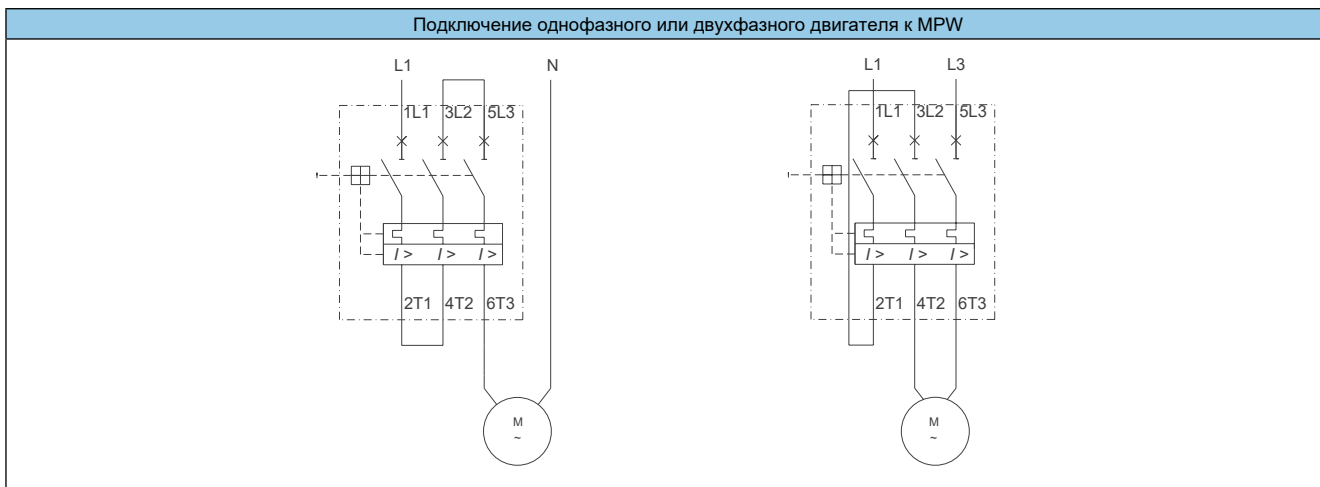 Подключение однофазного или двухфазного двигателя к MPW
L1 N L1 L3
1L1 3L2 5L3 1L1 3L2 5L3
I > I > I > I > I > I >
2T1 4T2 6T3 2T1 4T2 6T3
M M
~ ~